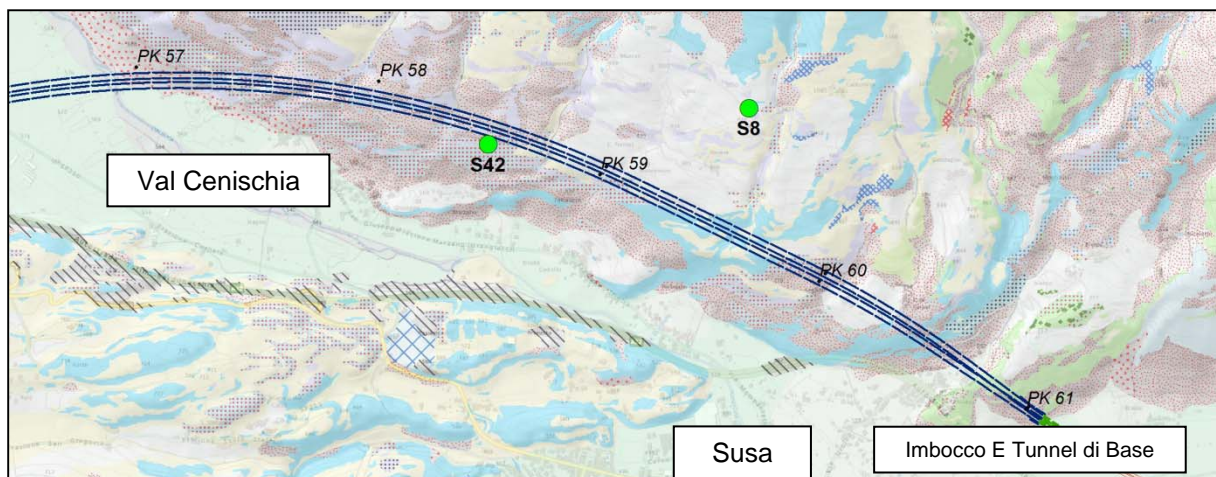 PK 57
PK 58
S8
S42
PK 59
Val Cenischia
PK 60
PK 61
Susa
Imbocco E Tunnel di Base